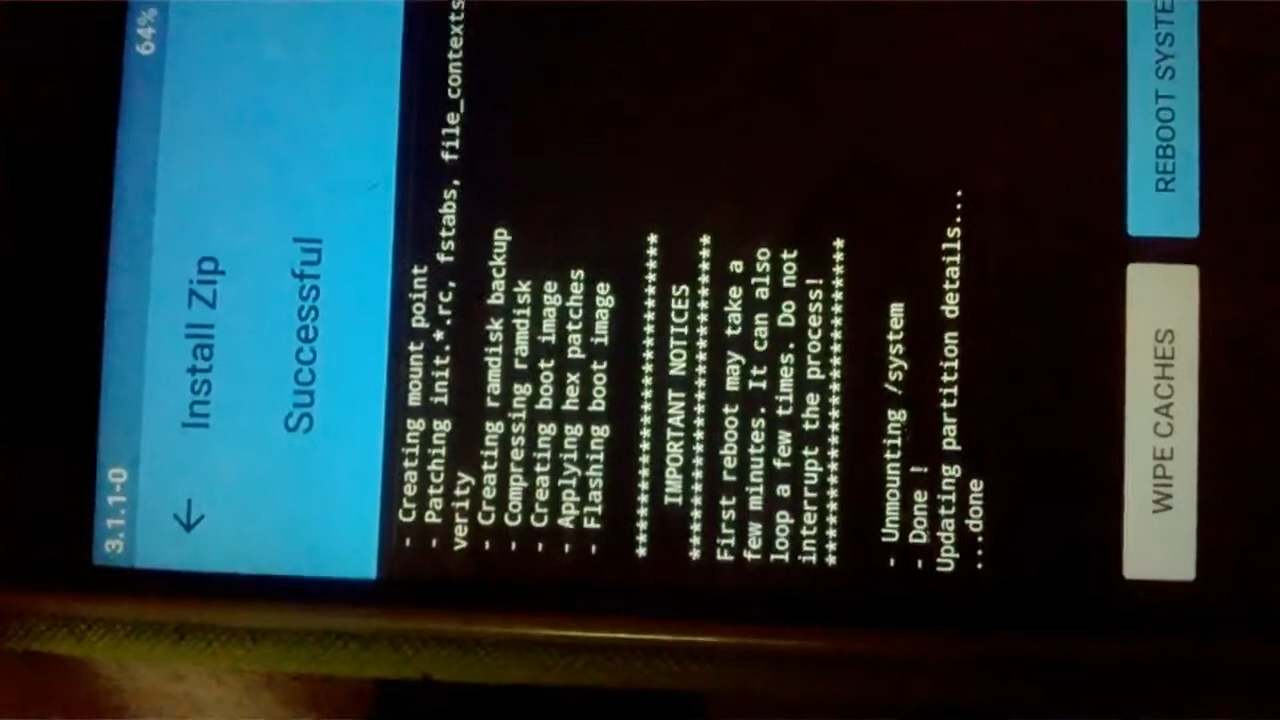 3.1.1-0
64%
Install Zip
Successful
- Creating mount point
- Patching init.*.rc, fstabs, file_contexts
verity
- Creating ramdisk backup
- Compressing ramdisk
- Creating boot image
- Applying hex patches
- Flashing boot image
************************
IMPORTANT NOTICES
************************
First reboot may take a
few minutes. It can also
loop a few times. Do not
interrupt the process!
************************
- Unmounting /system
- Done !
Updating partition details...
...done
WIPE CACHES
REBOOT SYSTE